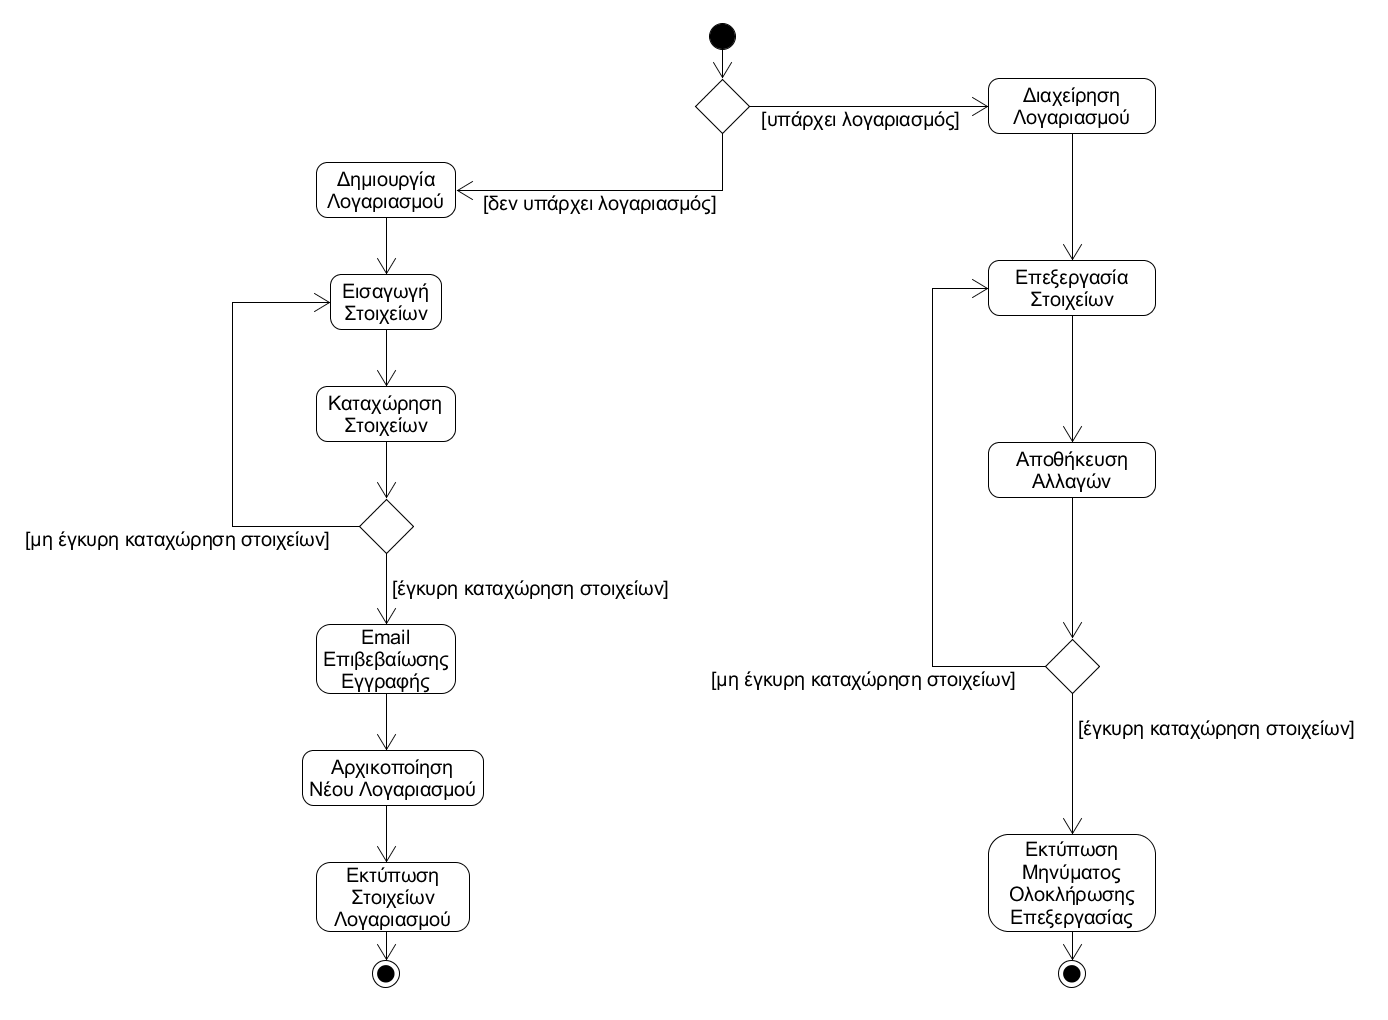 Διαχείρηση
Λογαριασμού
[υπάρχει λογαριασμός]
Δημιουργία
Λογαριασμού
[δεν υπάρχει λογαριασμός]
Εισαγωγή
Στοιχείων
Επεξεργασία
Στοιχείων
Καταχώρηση
Στοιχείων
Αποθήκευση
Αλλαγών
[μη έγκυρη καταχώρηση στοιχείων]
[έγκυρη καταχώρηση στοιχείων]
Email
Επιβεβαίωσης
Εγγραφής
[μη έγκυρη καταχώρηση στοιχείων]
[έγκυρη καταχώρηση στοιχείων]
Αρχικοποίηση
Νέου Λογαριασμού
Εκτύπωση
Στοιχείων
Λογαριασμού
Εκτύπωση
Μηνύματος
Ολοκλήρωσης
Επεξεργασίας